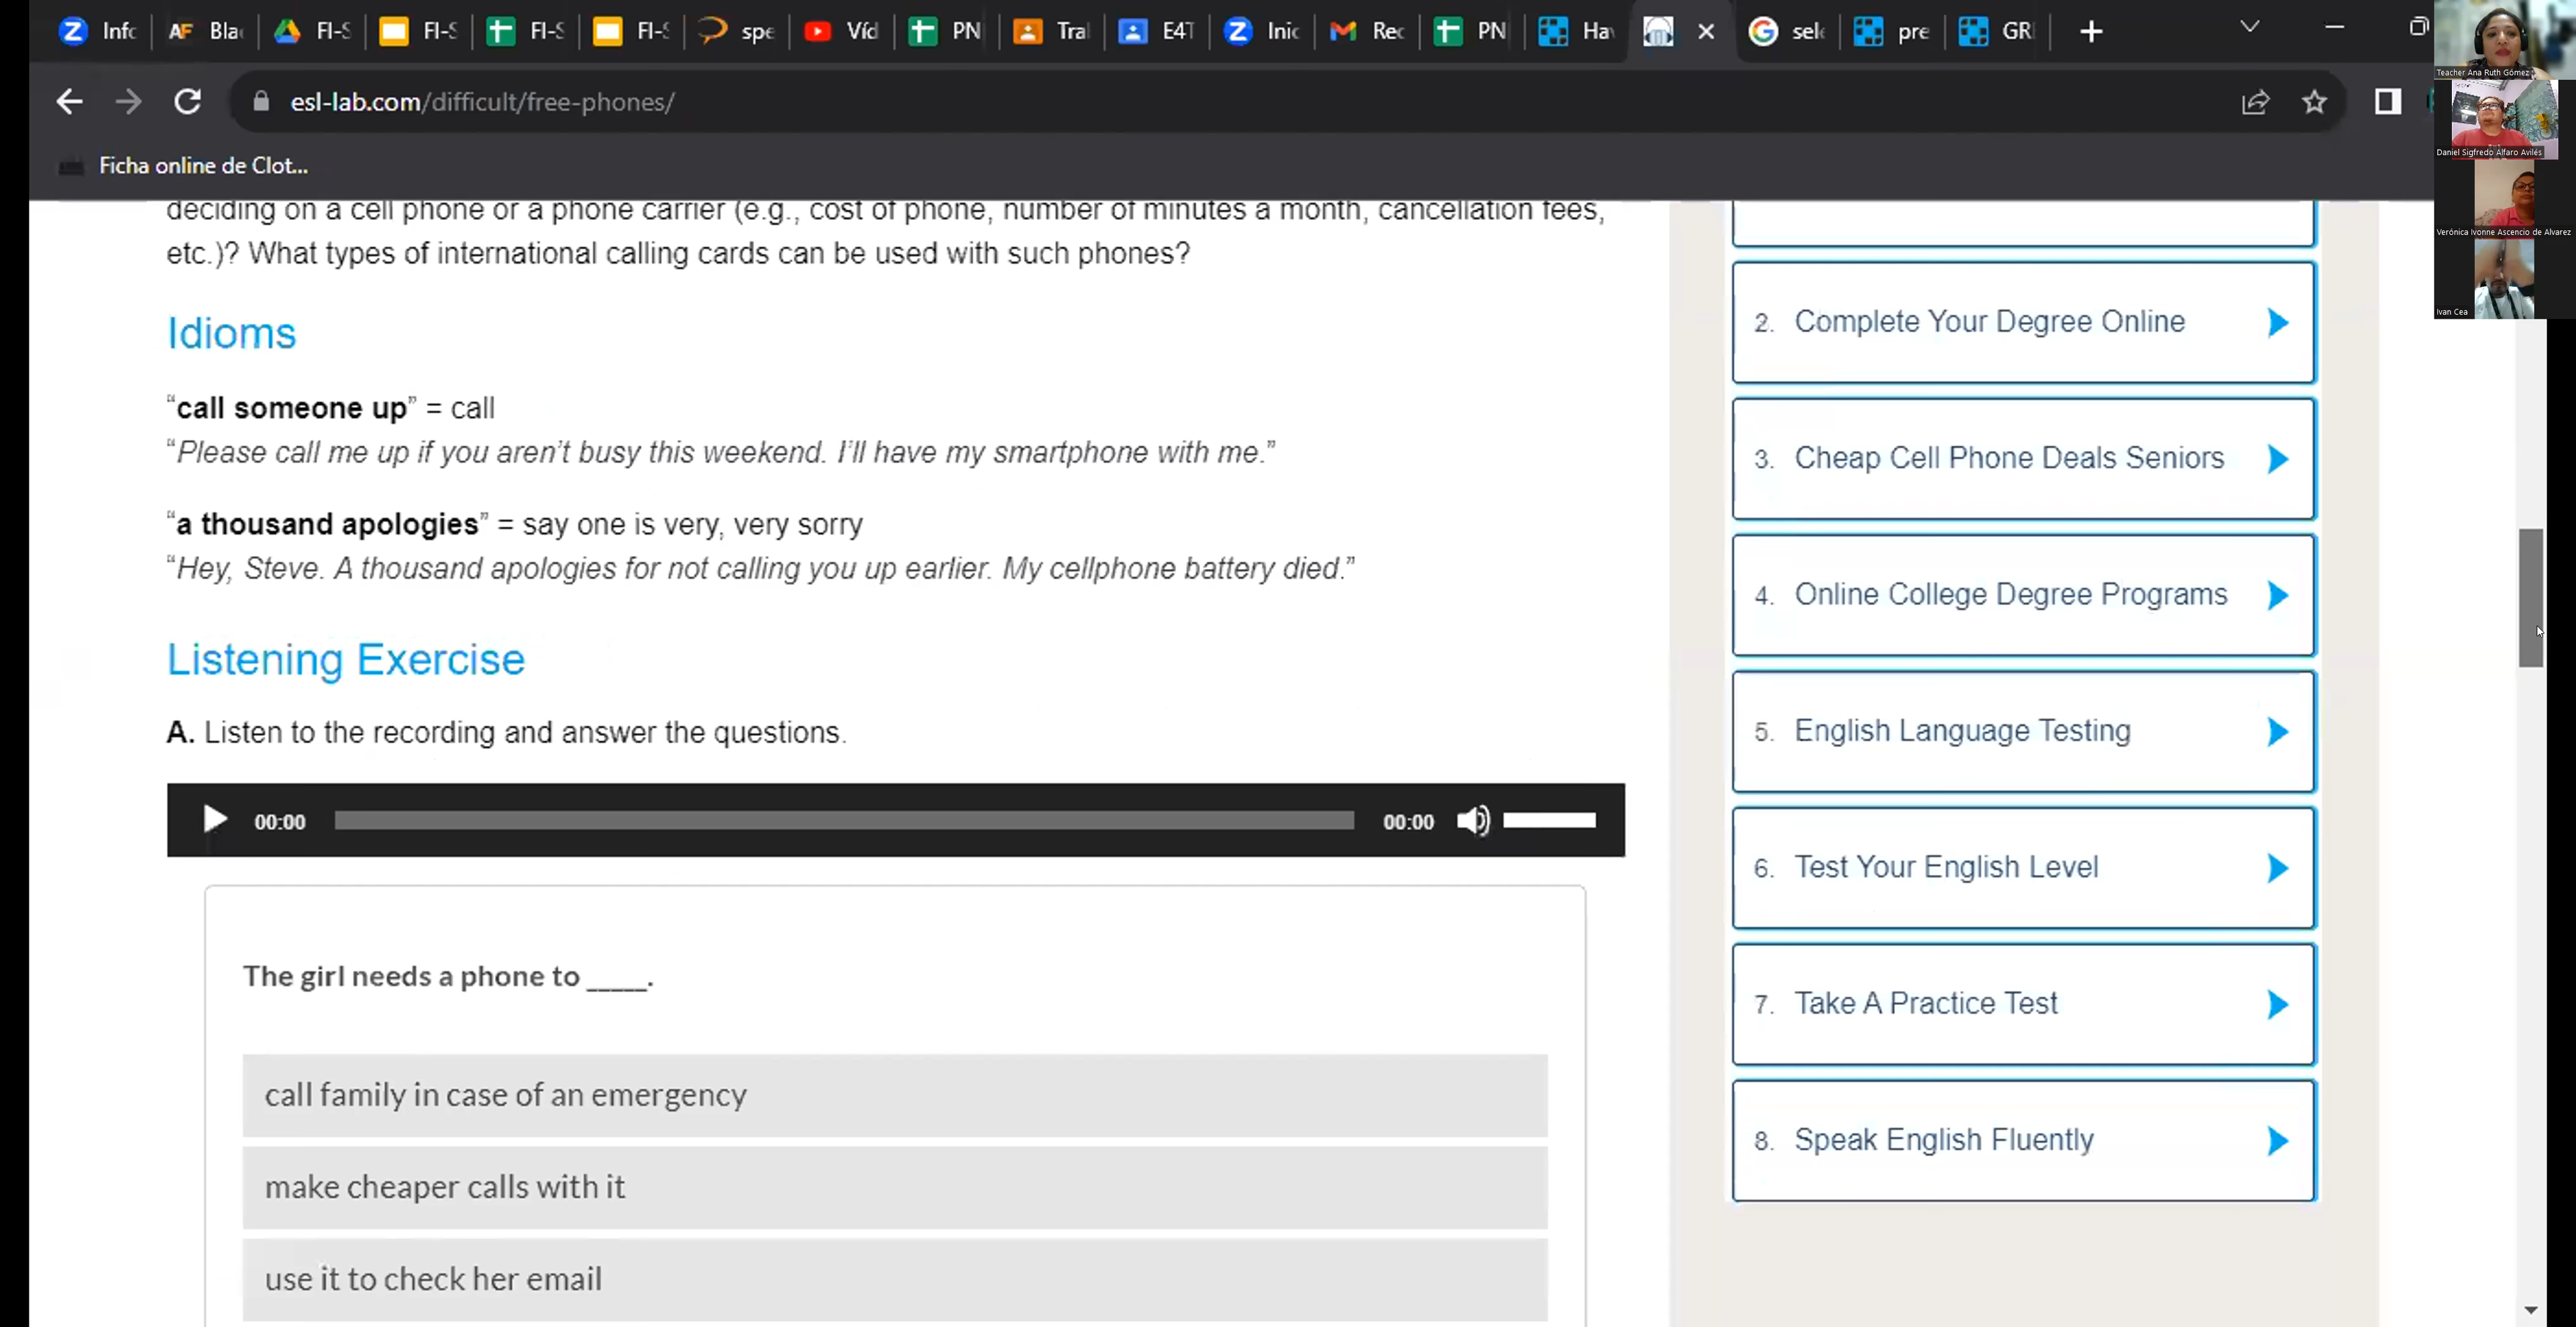 Infc
Blac
FI-S
FI-S
FI-S
FI-S
spe
Víd
PN
Tra
E4T
Inic
Rec
PN
Hav
sele
pre
GR
esl-lab.com/difficult/free-phones/
Ficha online de Clot...
deciding on a cell phone or a phone carrier (e.g., cost of phone, number of minutes a month, cancellation fees,
etc.)? What types of international calling cards can be used with such phones?
Idioms
“call someone up” = call
“Please call me up if you aren’t busy this weekend. I’ll have my smartphone with me.”
“a thousand apologies” = say one is very, very sorry
“Hey, Steve. A thousand apologies for not calling you up earlier. My cellphone battery died.”
Listening Exercise
A. Listen to the recording and answer the questions.
00:00 00:00
The girl needs a phone to _____.
call family in case of an emergency
make cheaper calls with it
use it to check her email
2. Complete Your Degree Online
3. Cheap Cell Phone Deals Seniors
4. Online College Degree Programs
5. English Language Testing
6. Test Your English Level
7. Take A Practice Test
8. Speak English Fluently
Teacher Ana Ruth Gómez
Daniel Sigfredo Alfaro Avilés
Verónica Ivonne Ascencio de Alvarez
Ivan Cea